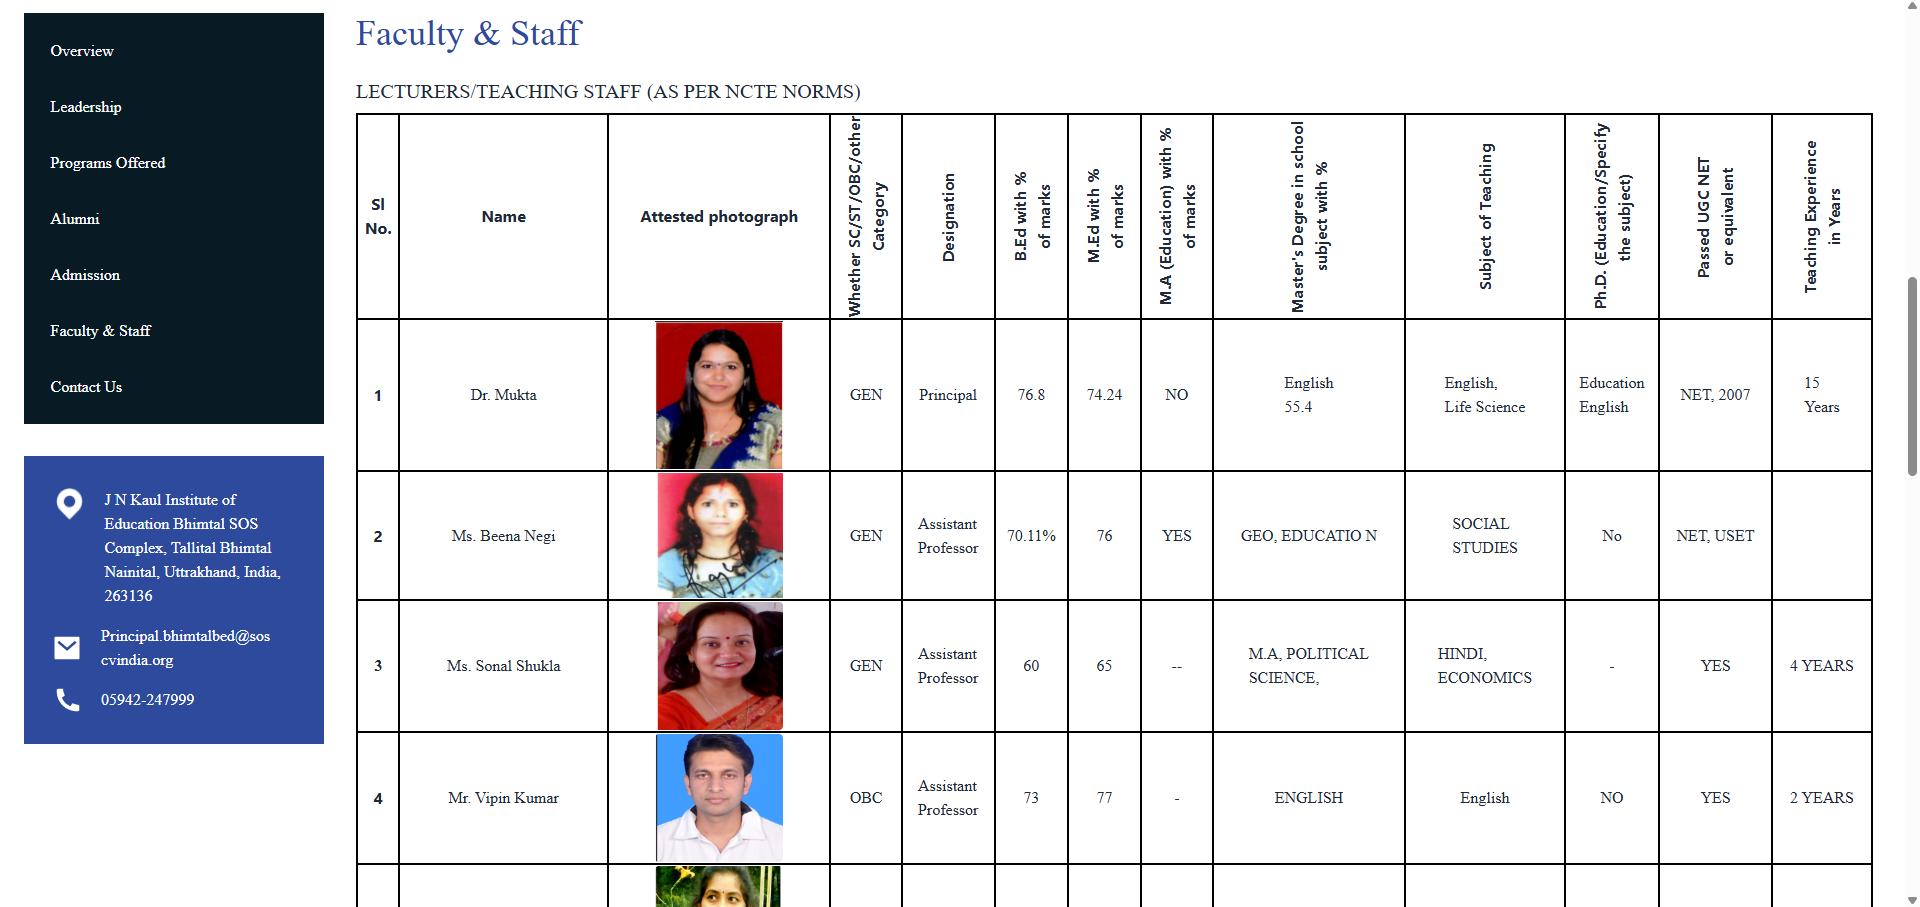 Overview
Leadership
Programs Offered
Alumni
Admission
Faculty & Staff
Contact Us
J N Kaul Institute of
Education Bhimtal SOS
Complex, Tallital Bhimtal
Nainital, Uttrakhand, India,
263136
Principal.bhimtalbed@sos
cvindia.org
05942-247999
Faculty & Staff
LECTURERS/TEACHING STAFF (AS PER NCTE NORMS)
Sl
No.
Name
Attested photograph
Whether SC/ST/OBC/other
Category
Designation
B.Ed with %
of marks
M.Ed with %
of marks
M.A (Education) with %
of marks
Master's Degree in school
subject with %
Subject of Teaching
Ph.D. (Education/Specify
the subject)
Passed UGC NET
or equivalent
Teaching Experience
in Years
1
Dr. Mukta
GEN
Principal
76.8
74.24
NO
English
55.4
English,
Life Science
Education
English
NET, 2007
15
Years
2
Ms. Beena Negi
GEN
Assistant
Professor
70.11%
76
YES
GEO, EDUCATIO N
SOCIAL
STUDIES
No
NET, USET
3
Ms. Sonal Shukla
GEN
Assistant
Professor
60
65
--
M.A, POLITICAL
SCIENCE,
HINDI,
ECONOMICS
-
YES
4 YEARS
4
Mr. Vipin Kumar
OBC
Assistant
Professor
73
77
-
ENGLISH
English
NO
YES
2 YEARS